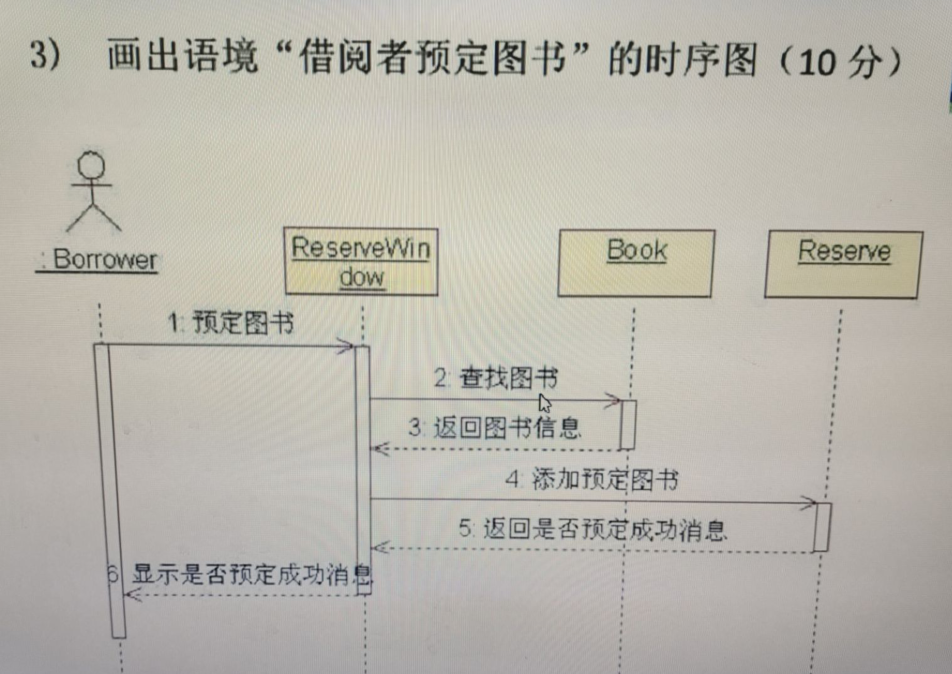 3) 画出语境“借阅者预定图书”的时序图(10 分)
: Borrower
ReserveWin
dow
Book
Reserve
1: 预定图书
2: 查找图书
3: 返回图书信息
4: 添加预定图书
5: 返回是否预定成功消息
6: 显示是否预定成功消息